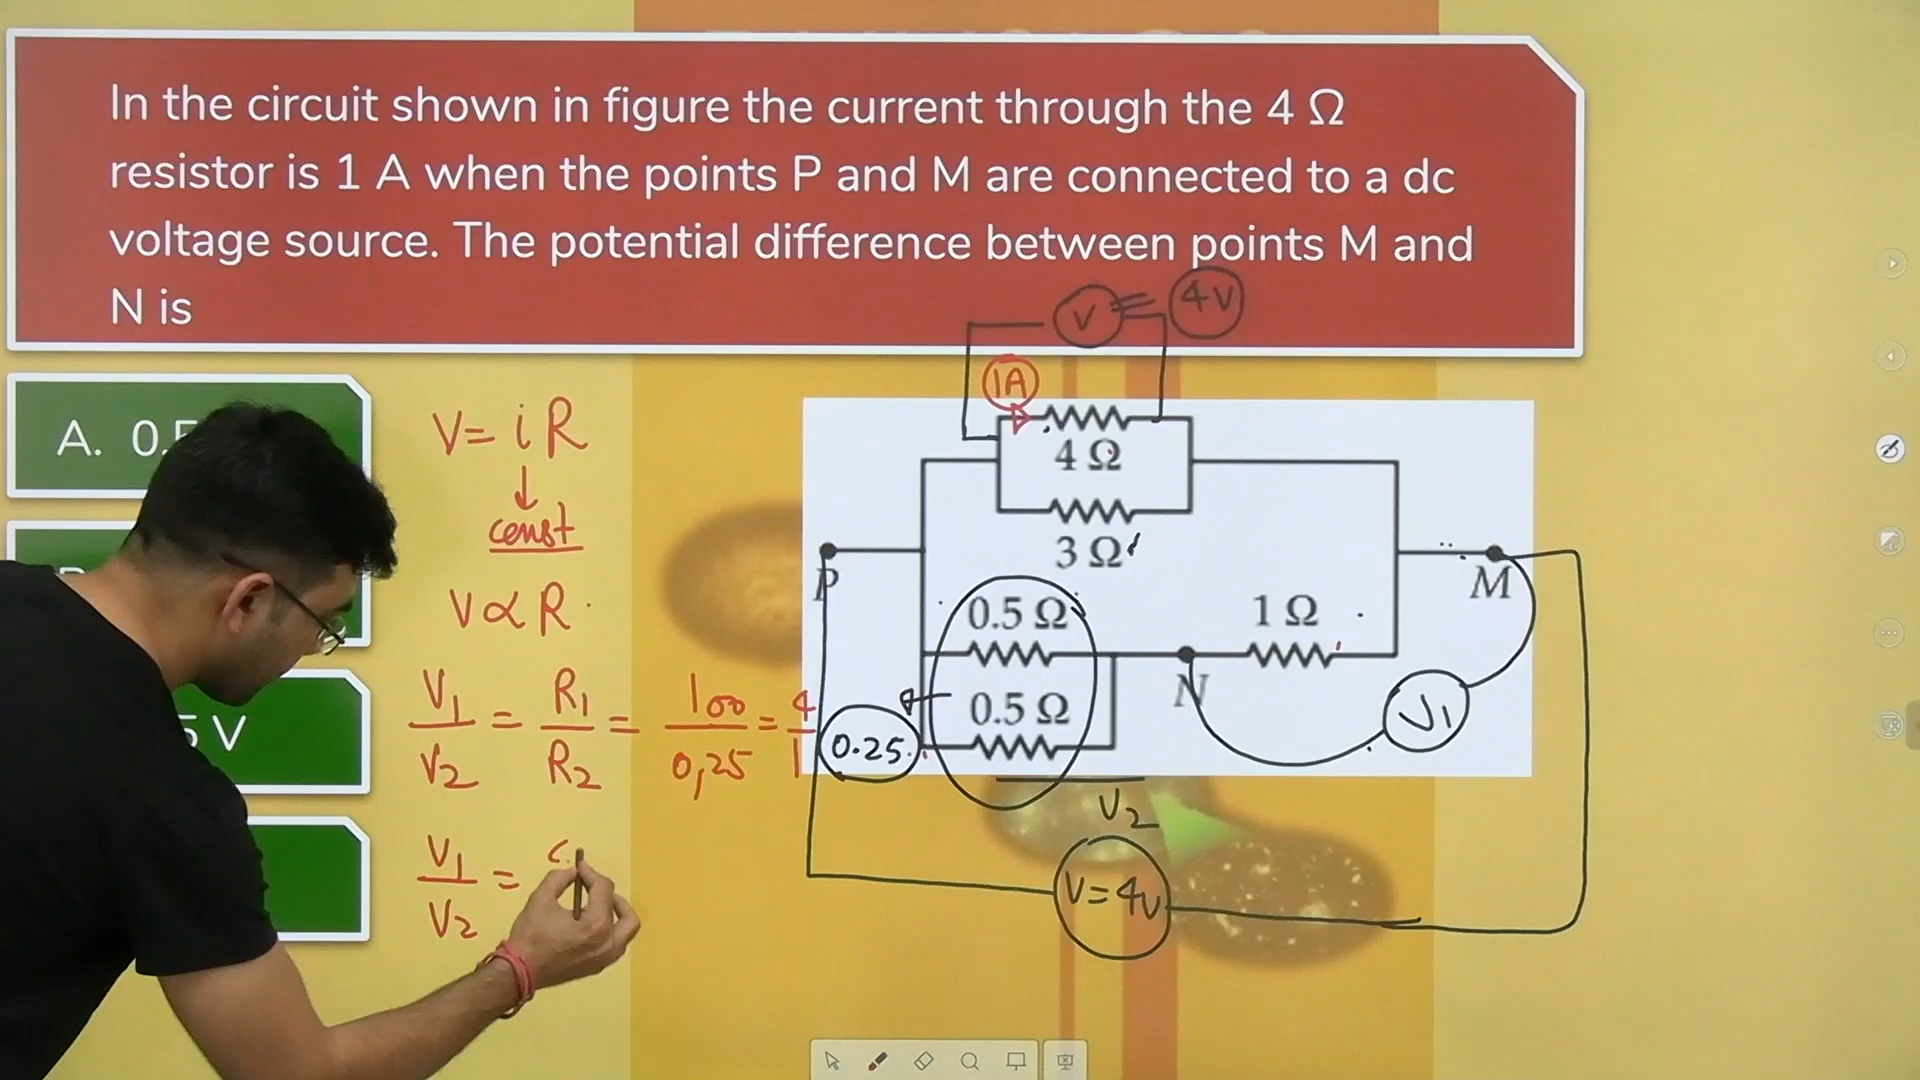 In the circuit shown in figure the current through the 4 Ω
resistor is 1 A when the points P and M are connected to a dc
voltage source. The potential difference between points M and
N is
V
4V
1A
A. 0.5
5 V
V = i R
const
V ∝ R
V1/V2 = R1/R2 = 100/0,25 = 4/1
V1/V2 =
4 Ω
3 Ω
P
M
0.5 Ω
1 Ω
N
0.5 Ω
0.25
V1
V2
V = 4V